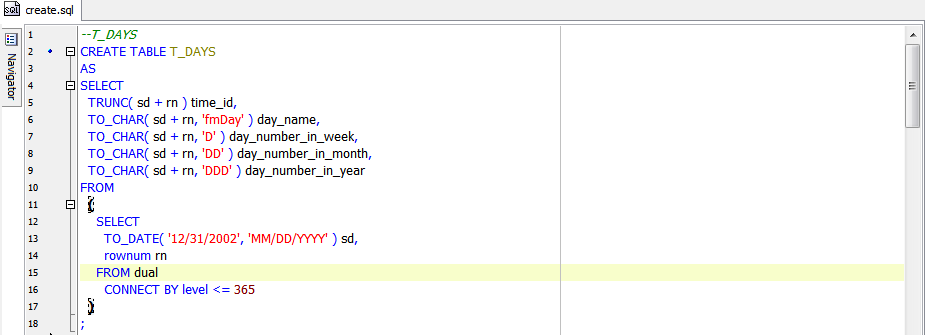 create.sql
Navigator
1 --T_DAYS
2 CREATE TABLE T_DAYS
3 AS
4 SELECT
5 TRUNC( sd + rn ) time_id,
6 TO_CHAR( sd + rn, 'fmDay' ) day_name,
7 TO_CHAR( sd + rn, 'D' ) day_number_in_week,
8 TO_CHAR( sd + rn, 'DD' ) day_number_in_month,
9 TO_CHAR( sd + rn, 'DDD' ) day_number_in_year
10 FROM
11 (
12 SELECT
13 TO_DATE( '12/31/2002', 'MM/DD/YYYY' ) sd,
14 rownum rn
15 FROM dual
16 CONNECT BY level <= 365
17 )
18 ;